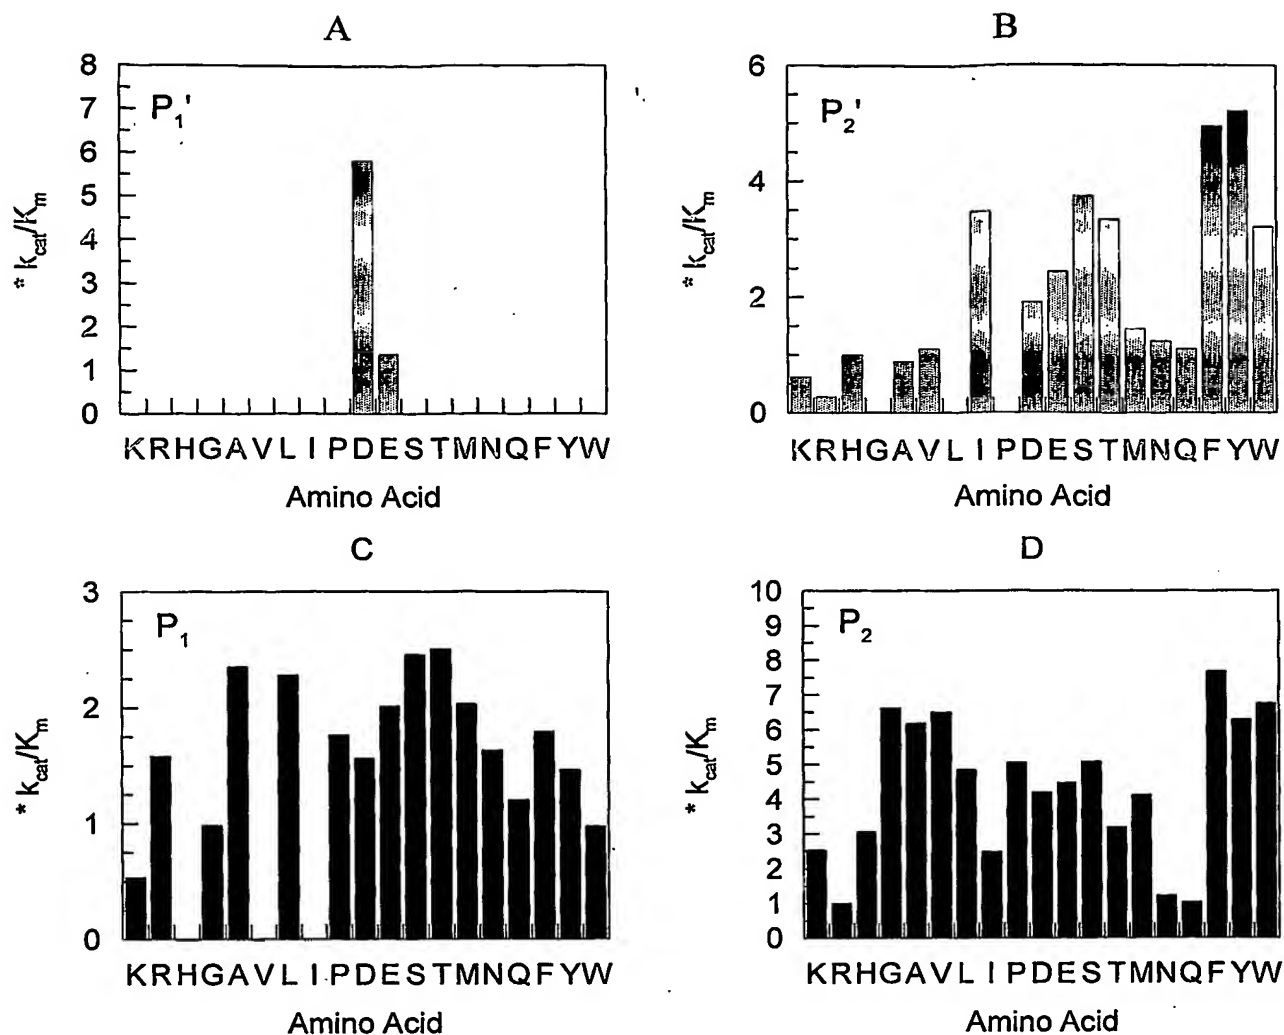 A
8
7
6
5
4
3
2
1
0
P₁'
* kcat/Km
KRHGAVLIPDESTMNQFYW
Amino Acid
B
6
4
2
0
P₂'
* kcat/Km
KRHGAVLIPDESTMNQFYW
Amino Acid
C
3
2
1
0
P₁
* kcat/Km
KRHGAVLIPDESTMNQFYW
Amino Acid
D
10
9
8
7
6
5
4
3
2
1
0
P₂
* kcat/Km
KRHGAVLIPDESTMNQFYW
Amino Acid